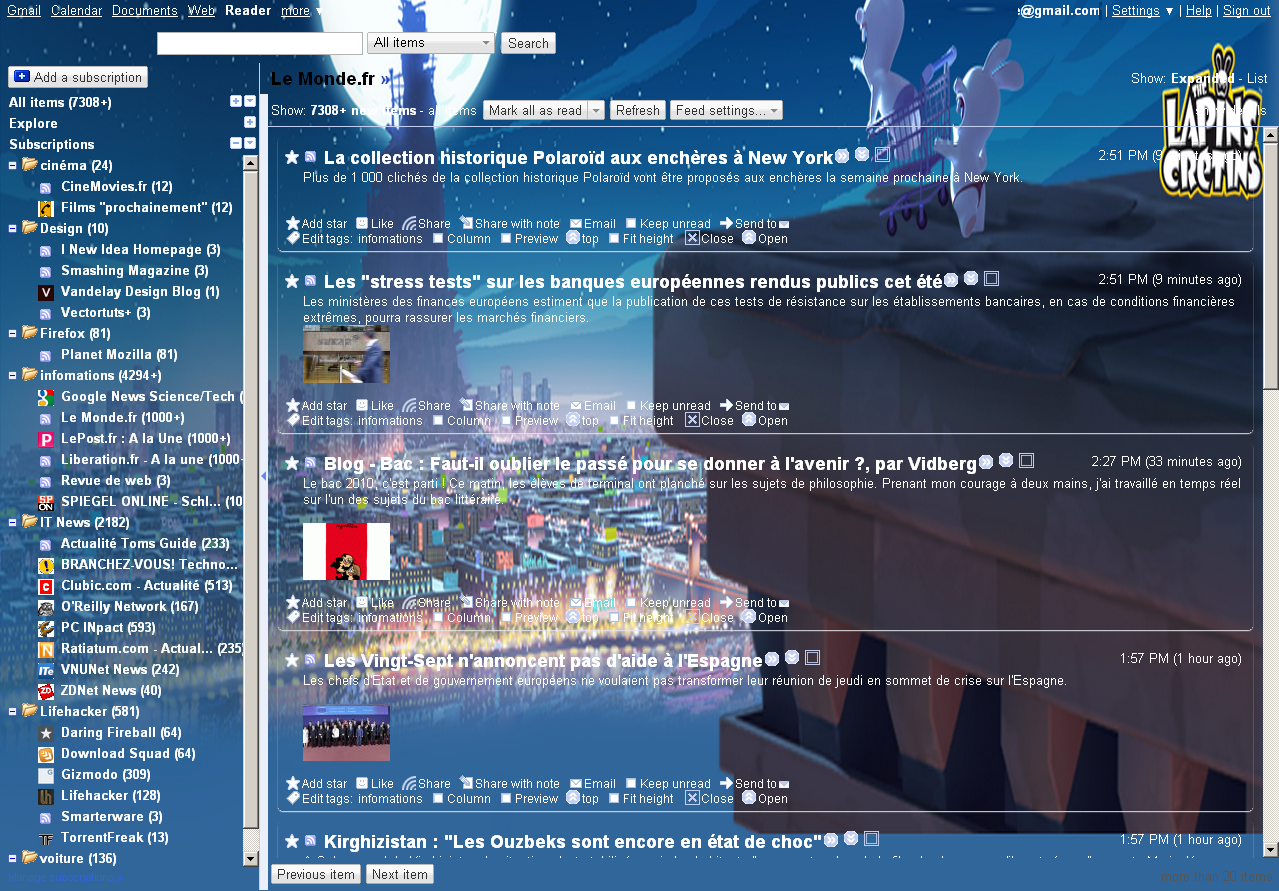 Gmail Calendar Documents Web Reader more ▼
@gmail.com | Settings ▼ | Help | Sign out
All items Search
Add a subscription
All items (7308+)
Explore
Subscriptions
cinéma (24)
CineMovies.fr (12)
Films "prochainement" (12)
Design (10)
I New Idea Homepage (3)
Smashing Magazine (3)
Vandelay Design Blog (1)
Vectortuts+ (3)
Firefox (81)
Planet Mozilla (81)
infomations (4294+)
Google News Science/Tech (
Le Monde.fr (1000+)
LePost.fr : A la Une (1000+)
Liberation.fr - A la une (1000-
Revue de web (3)
SPIEGEL ONLINE - Schl... (10
IT News (2182)
Actualité Toms Guide (233)
BRANCHEZ-VOUS! Techno...
Clubic.com - Actualité (513)
O'Reilly Network (167)
PC INpact (593)
Ratiatum.com - Actual... (235)
VNUNet News (242)
ZDNet News (40)
Lifehacker (581)
Daring Fireball (64)
Download Squad (64)
Gizmodo (309)
Lifehacker (128)
Smarterware (3)
TorrentFreak (13)
voiture (136)
Le Monde.fr »
Show: Expanded - List
Show: 7308+ new items - all items Mark all as read Refresh Feed settings...
THE
LAPINS
CRETINS
La collection historique Polaroïd aux enchères à New York
2:51 PM (9 minutes ago)
Plus de 1 000 clichés de la collection historique Polaroïd vont être proposés aux enchères la semaine prochaine à New York.
Add star Like Share Share with note Email Keep unread Send to
Edit tags: infomations Column Preview top Fit height Close Open
Les "stress tests" sur les banques européennes rendus publics cet été
2:51 PM (9 minutes ago)
Les ministères des finances européens estiment que la publication de ces tests de résistance sur les établissements bancaires, en cas de conditions financières
extrêmes, pourra rassurer les marchés financiers.
Add star Like Share Share with note Email Keep unread Send to
Edit tags: infomations Column Preview top Fit height Close Open
Blog - Bac : Faut-il oublier le passé pour se donner à l'avenir ?, par Vidberg
2:27 PM (33 minutes ago)
Le bac 2010, c'est parti ! Ce matin, les élèves de terminal ont planché sur les sujets de philosophie. Prenant mon courage à deux mains, j'ai travaillé en temps réel
sur l'un des sujets du bac littéraire.
Add star Like Share Share with note Email Keep unread Send to
Edit tags: infomations Column Preview top Fit height Close Open
Les Vingt-Sept n'annoncent pas d'aide à l'Espagne
1:57 PM (1 hour ago)
Les chefs d'Etat et de gouvernement européens ne voulaient pas transformer leur réunion de jeudi en sommet de crise sur l'Espagne.
Add star Like Share Share with note Email Keep unread Send to
Edit tags: infomations Column Preview top Fit height Close Open
Kirghizistan : "Les Ouzbeks sont encore en état de choc"
1:57 PM (1 hour ago)
Previous item Next item
more than 20 items